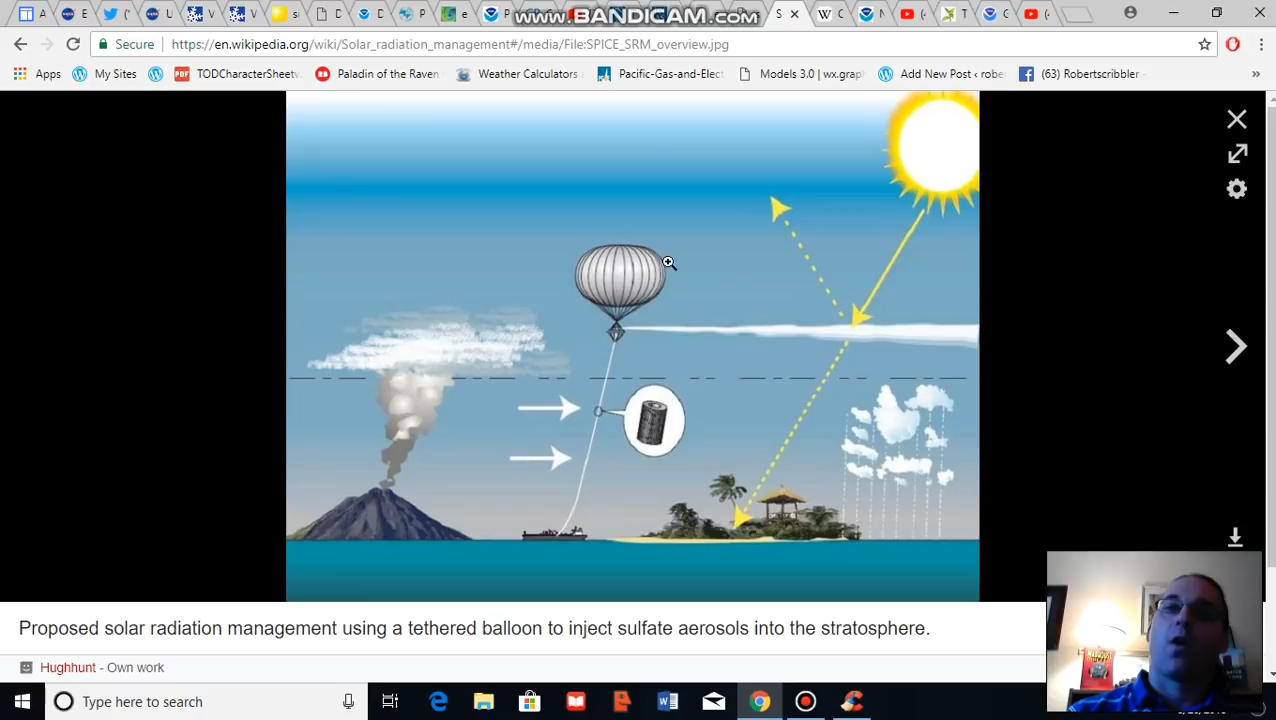 www.BANDICAM.com
Secure
https://en.wikipedia.org/wiki/Solar_radiation_management#/media/File:SPICE_SRM_overview.jpg
Apps
My Sites
PDF
TODCharacterSheetv
Paladin of the Raven
Weather Calculators
Pacific-Gas-and-Elec
Models 3.0 | wx.grap
Add New Post ‹ robe
(63) Robertscribbler
Proposed solar radiation management using a tethered balloon to inject sulfate aerosols into the stratosphere.
Hughhunt - Own work
Type here to search